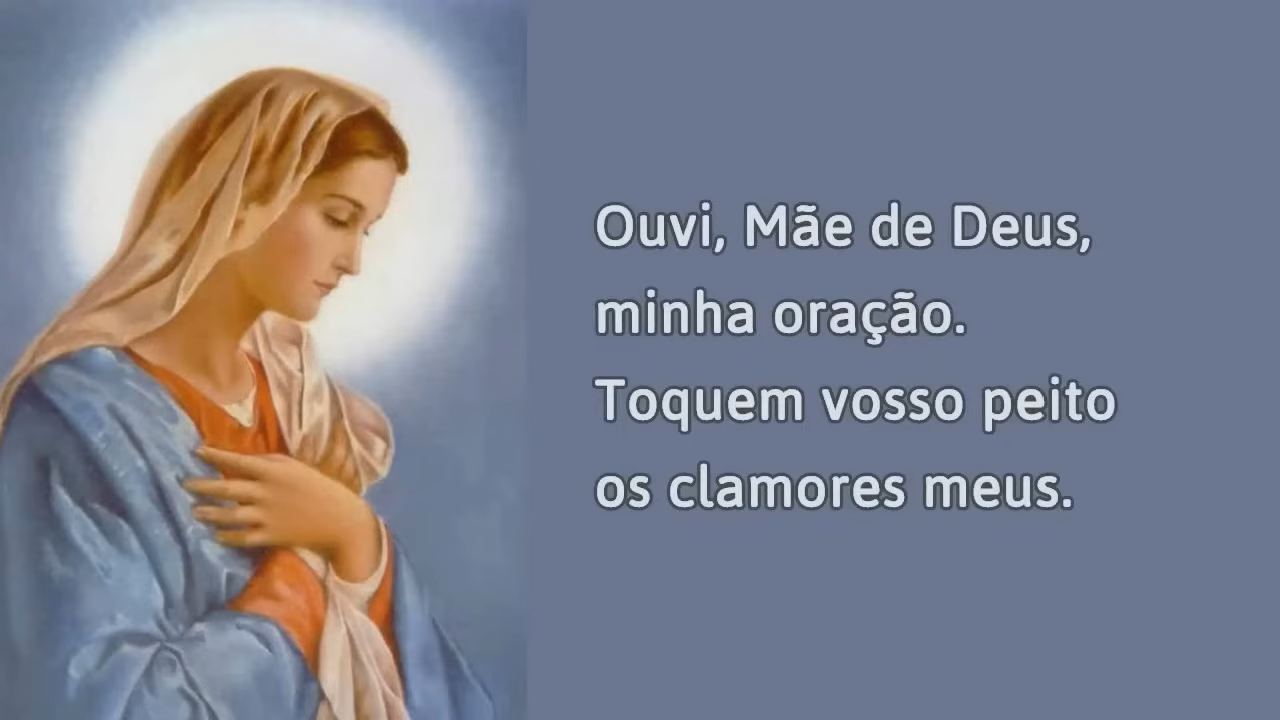 Ouvi, Mãe de Deus,
minha oração.
Toquem vosso peito
os clamores meus.